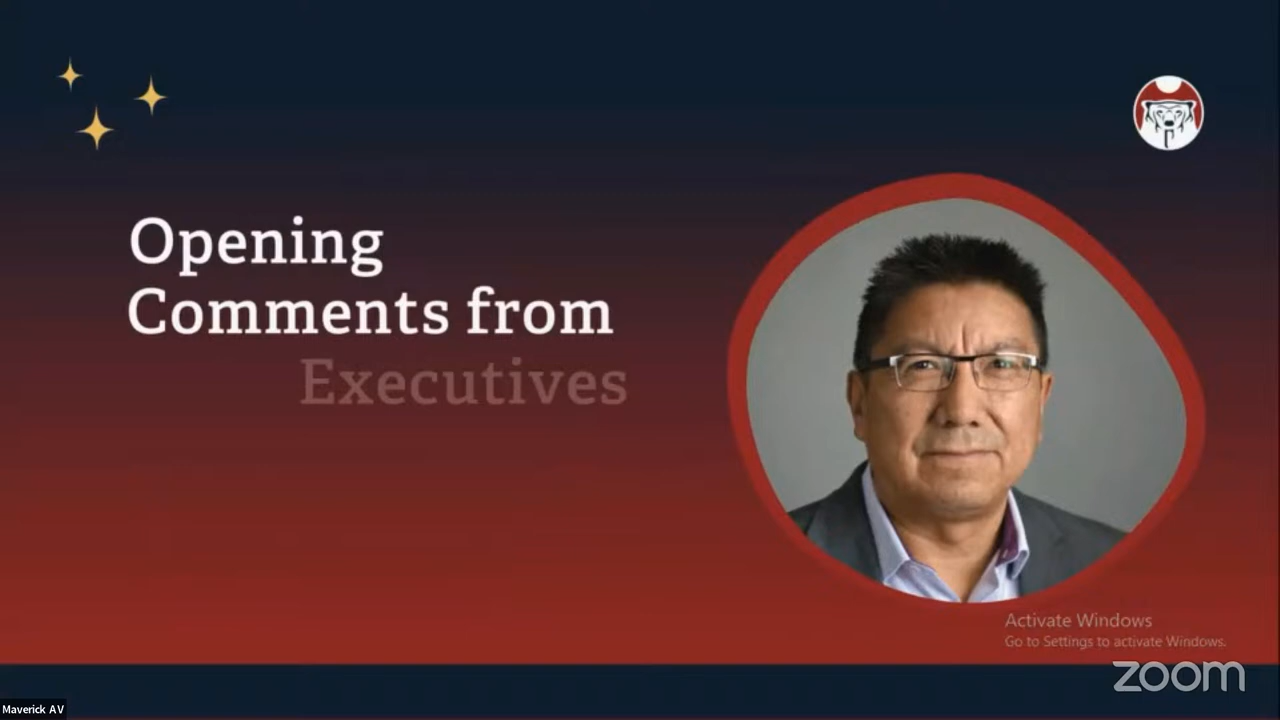 Opening
Comments from
Executives
Activate Windows
Go to Settings to activate Windows.
zoom
Maverick AV